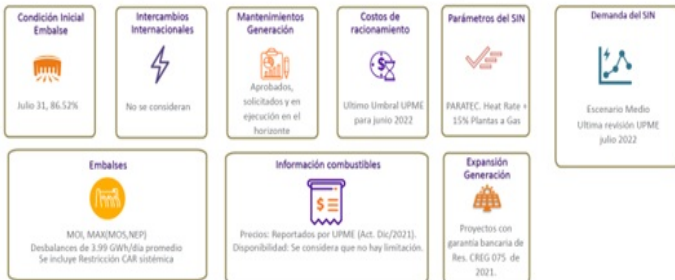 Condición Inicial
Embalse
Julio 31, 86.52%
Intercambios
Internacionales
No se consideran
Mantenimientos
Generación
Aprobados,
solicitados y en
ejecución en el
horizonte
Costos de
racionamiento
Ultimo Umbral UPME
para junio 2022
Parámetros del SIN
PARATEC. Heat Rate +
15% Plantas a Gas
Demanda del SIN
Escenario Medio
Ultima revisión UPME
julio 2022
Embalses
MOI, MAX(MOS,NEP)
Desbalances de 3.99 GWh/día promedio
Se incluye Restricción CAR sistémica
Información combustibles
Precios: Reportados por UPME (Act. Dic/2021).
Disponibilidad: Se considera que no hay limitación.
Expansión
Generación
Proyectos con
garantía bancaria de
Res. CREG 075 de
2021.